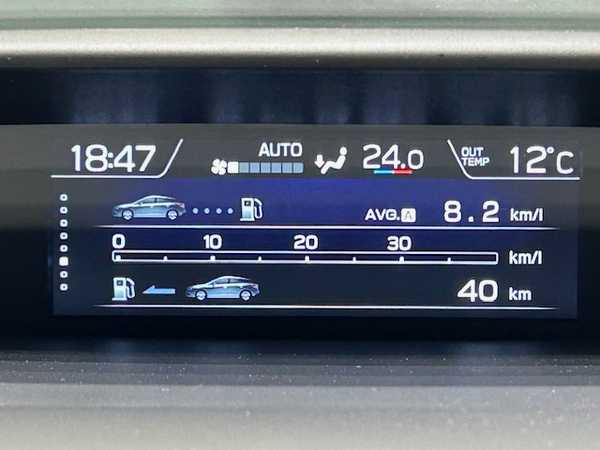 18:47 AUTO 24.0 OUT TEMP 12°C
AVG. A 8.2 km/l
0 10 20 30 km/l
40 km